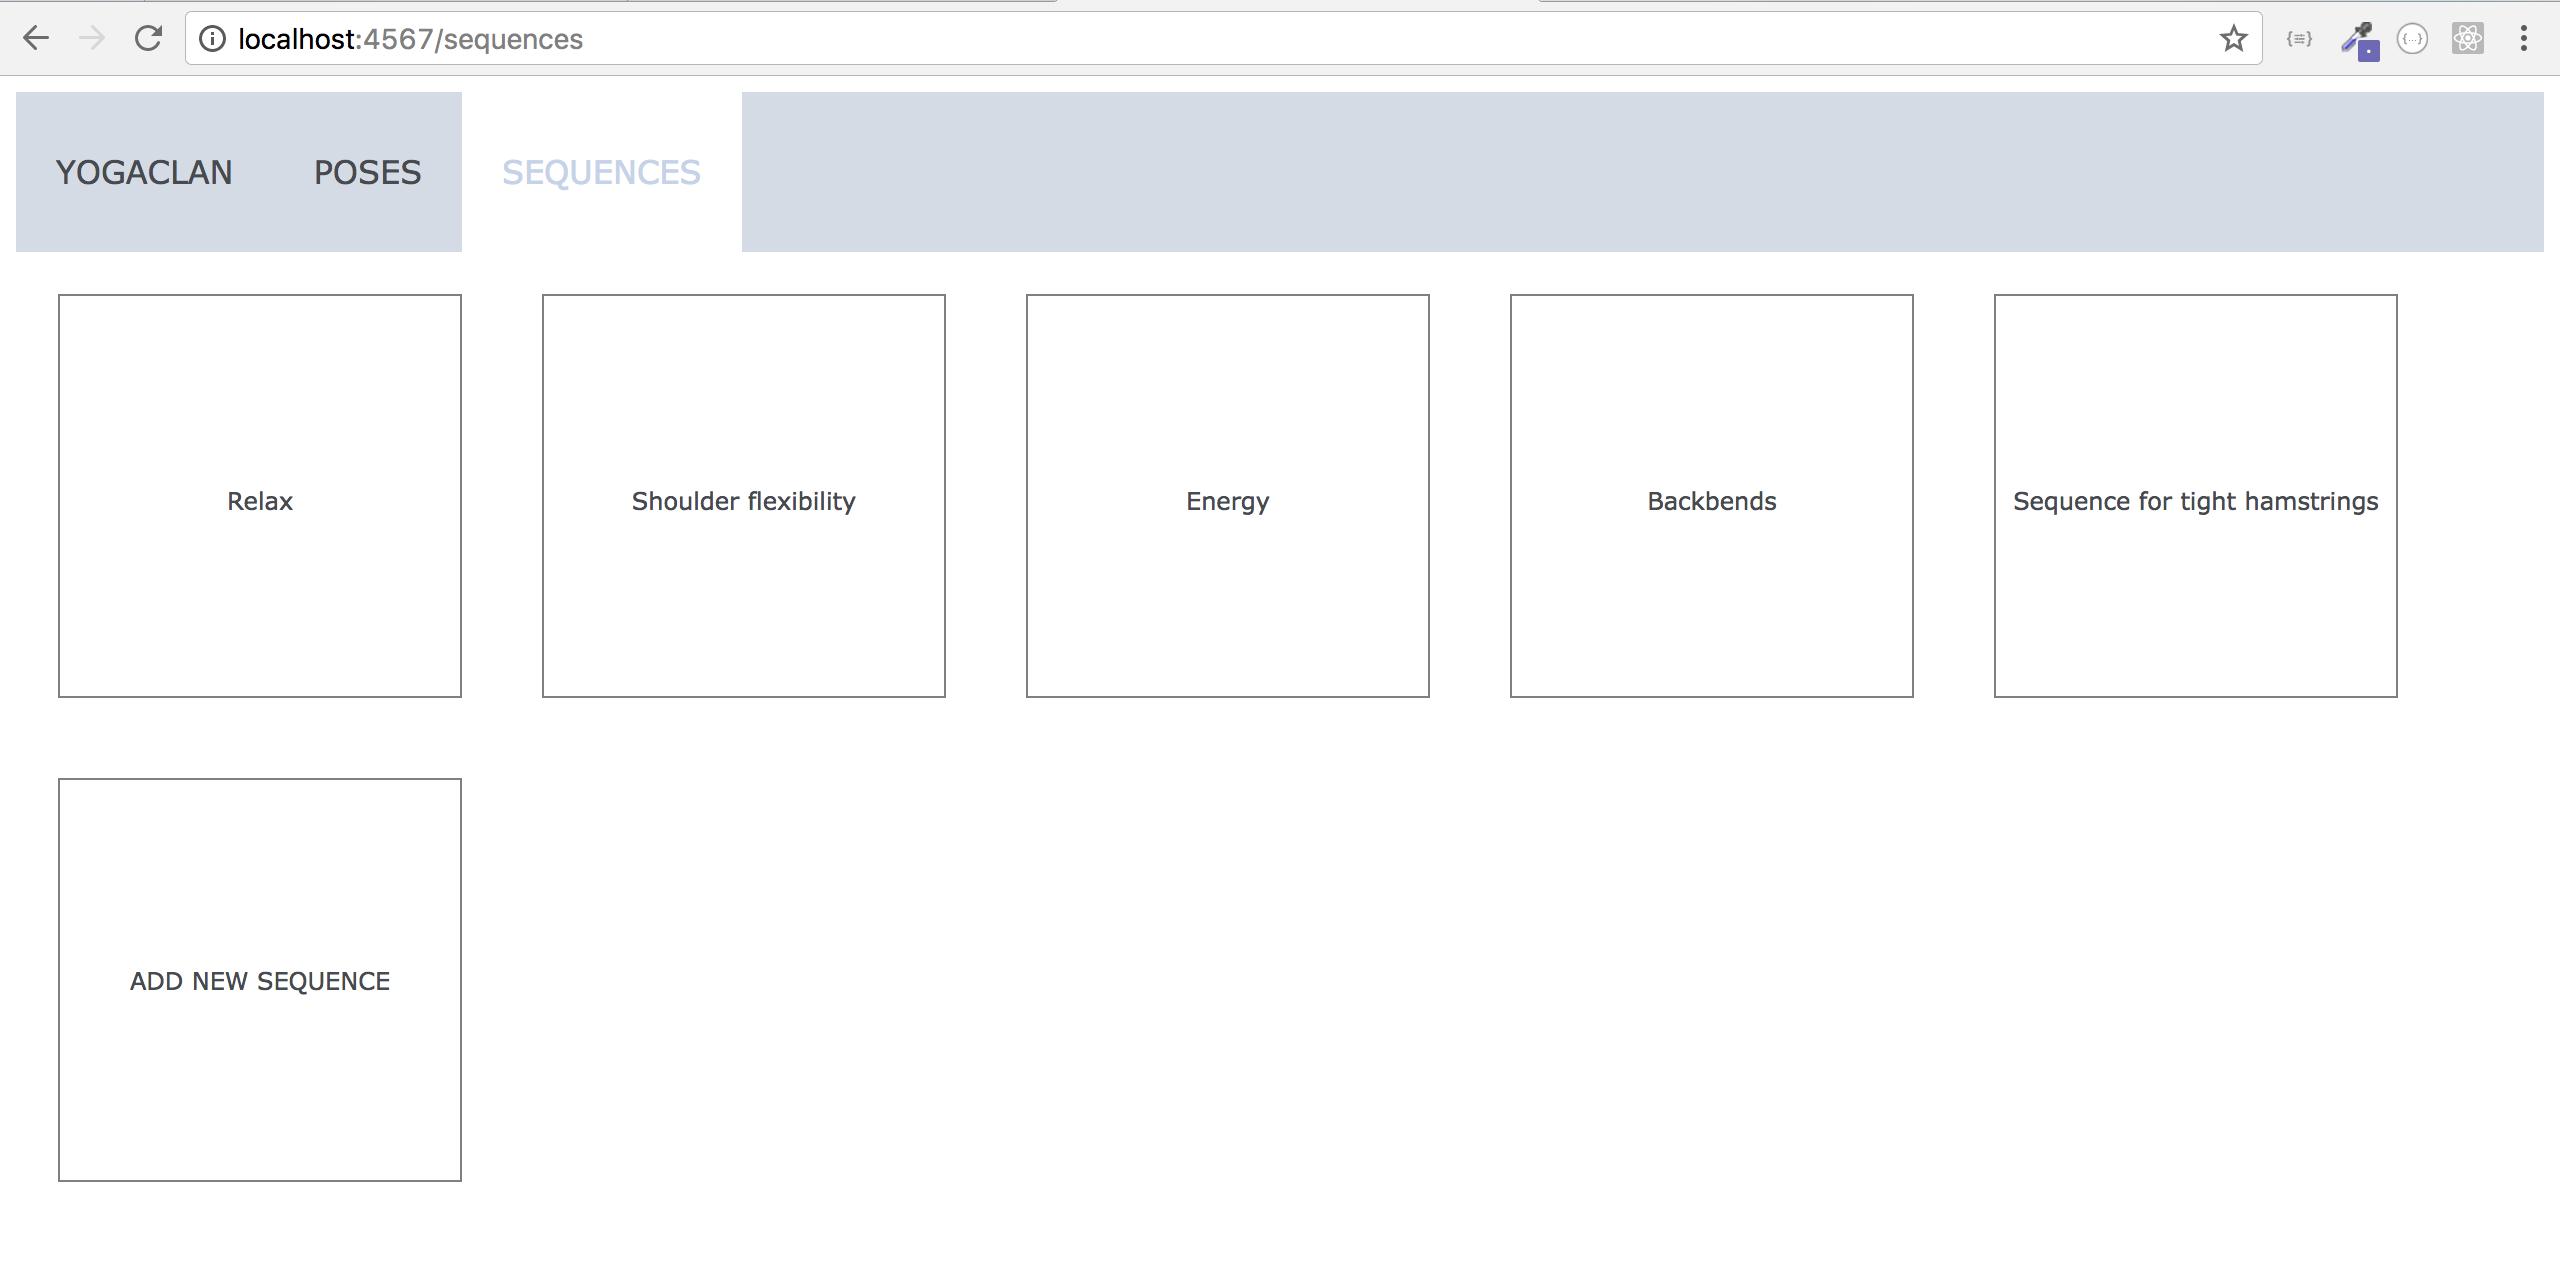 localhost:4567/sequences
YOGACLAN POSES SEQUENCES
Relax Shoulder flexibility Energy Backbends Sequence for tight hamstrings
ADD NEW SEQUENCE